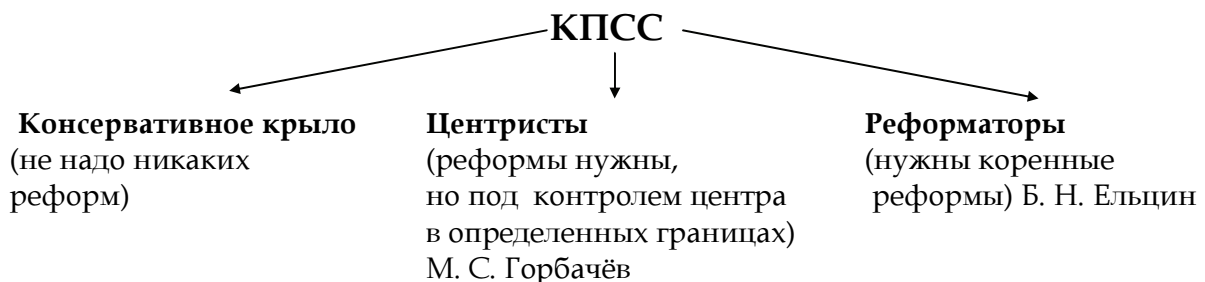 КПСС
Консервативное крыло
(не надо никаких
реформ)
Центристы
(реформы нужны,
но под контролем центра
в определенных границах)
М. С. Горбачёв
Реформаторы
(нужны коренные
реформы) Б. Н. Ельцин